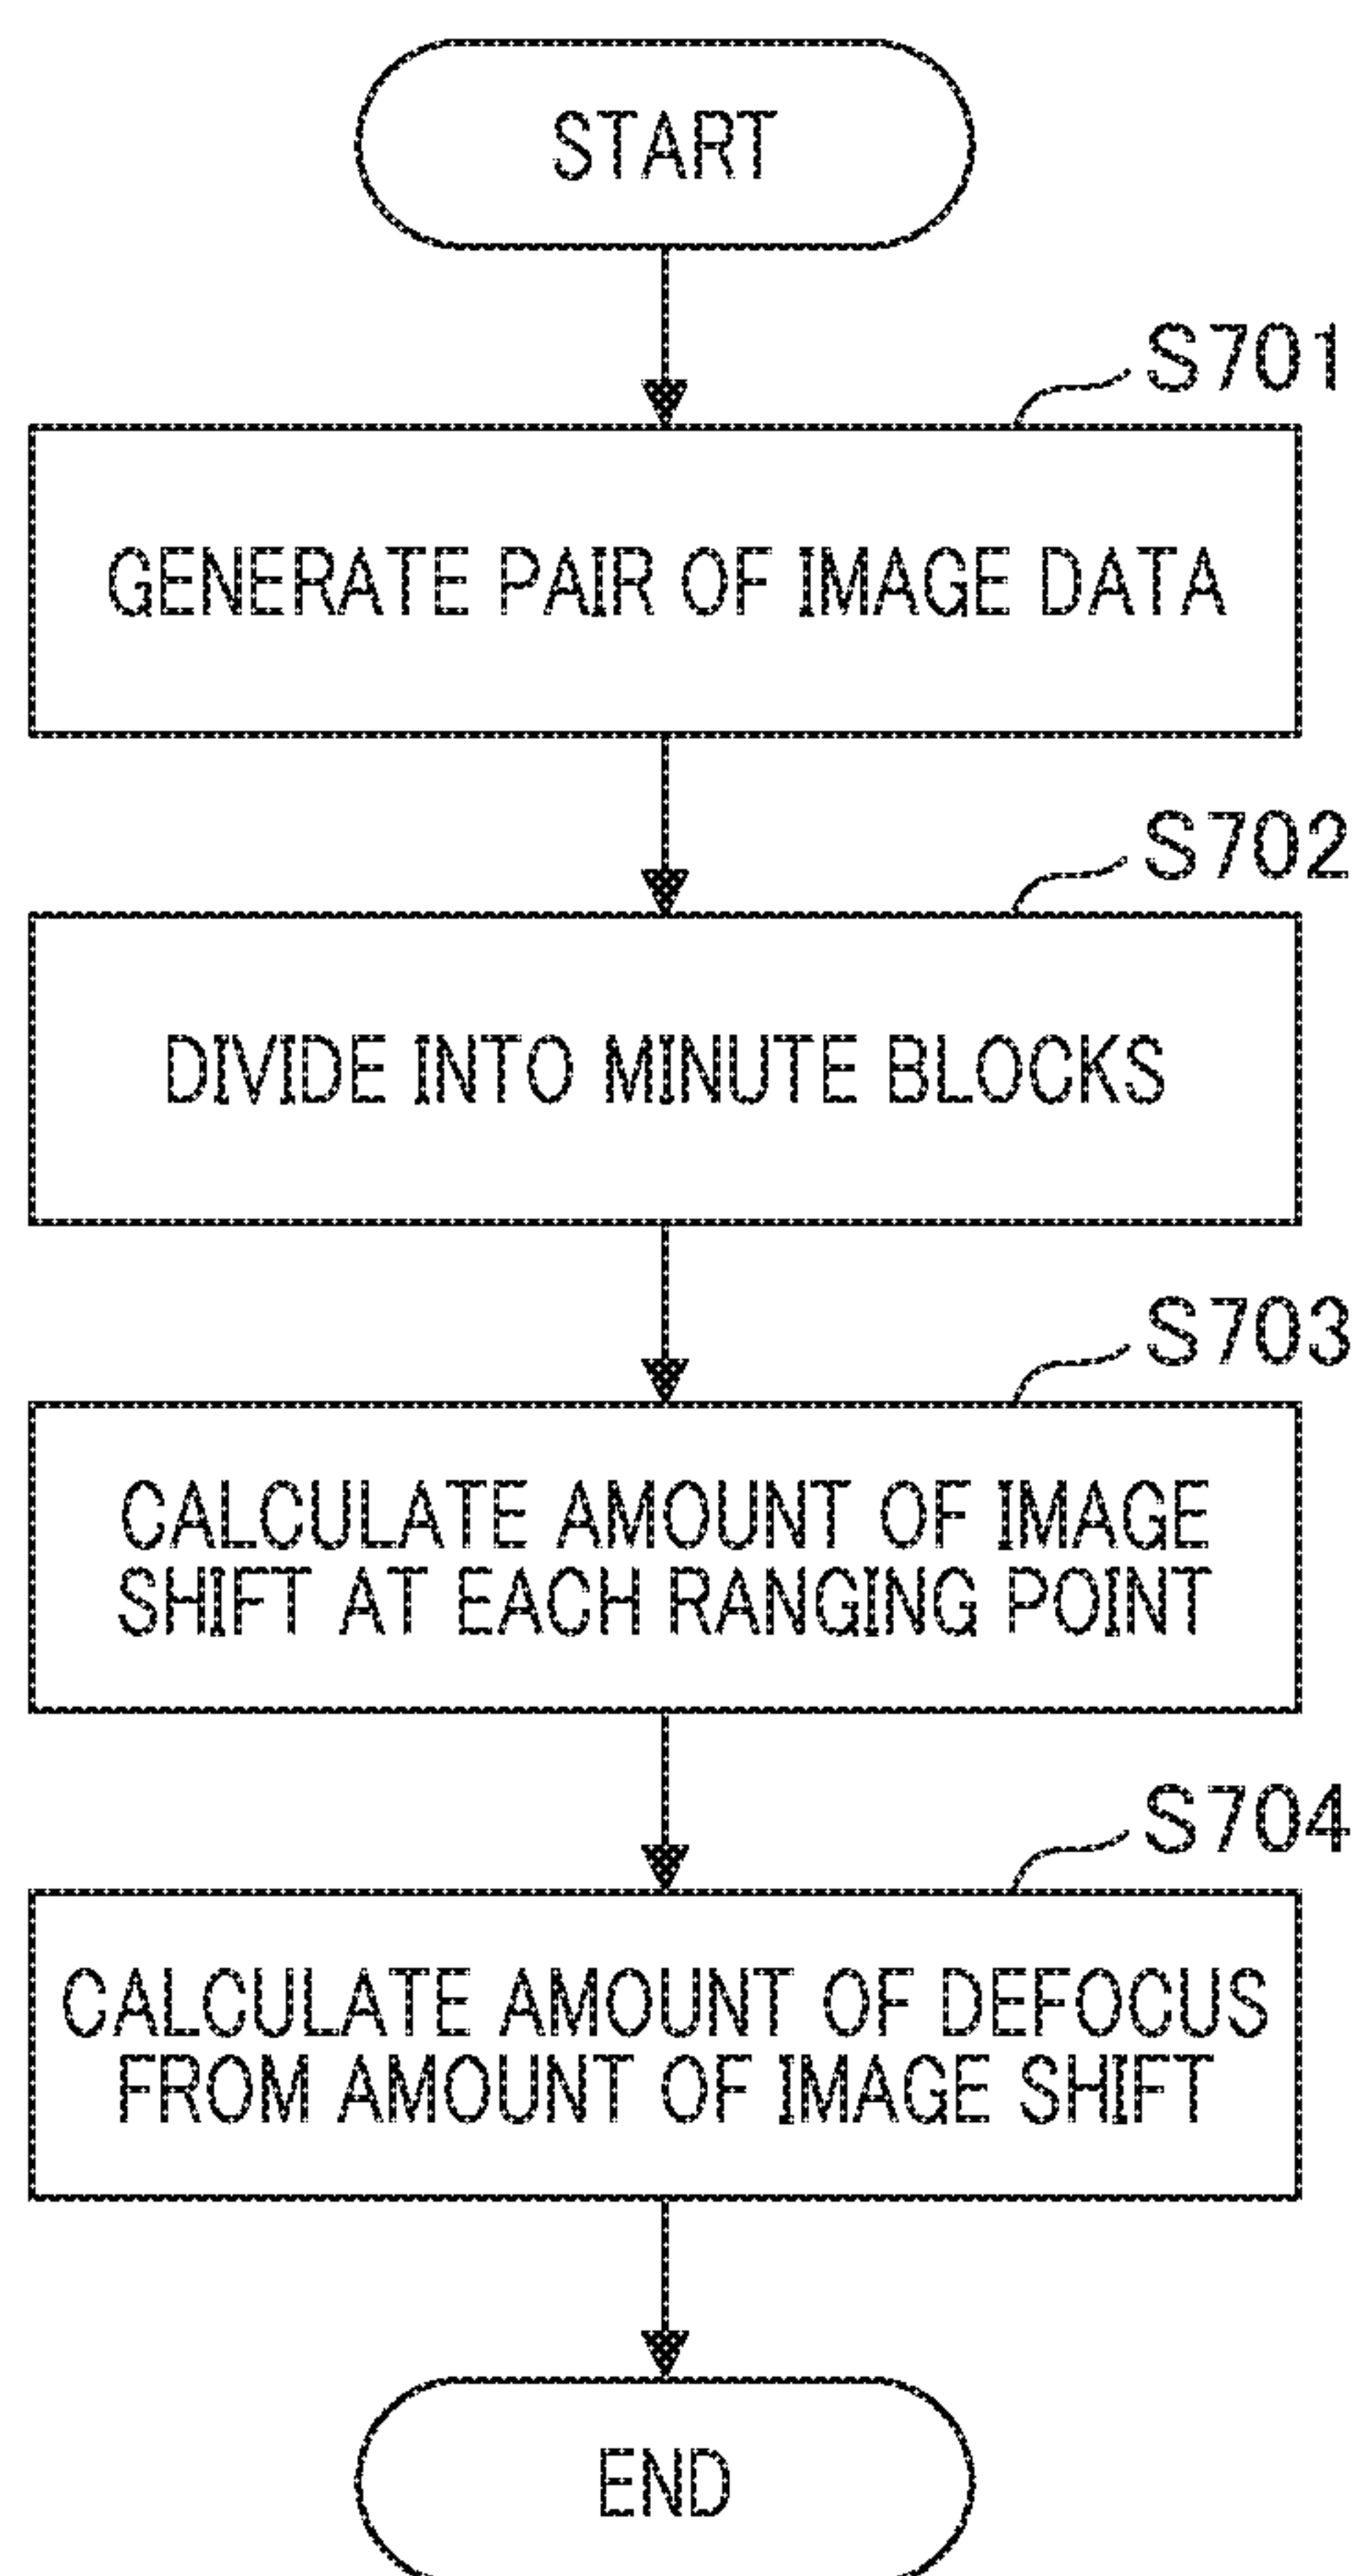 START
S701
GENERATE PAIR OF IMAGE DATA
S702
DIVIDE INTO MINUTE BLOCKS
S703
CALCULATE AMOUNT OF IMAGE
SHIFT AT EACH RANGING POINT
S704
CALCULATE AMOUNT OF DEFOCUS
FROM AMOUNT OF IMAGE SHIFT
END